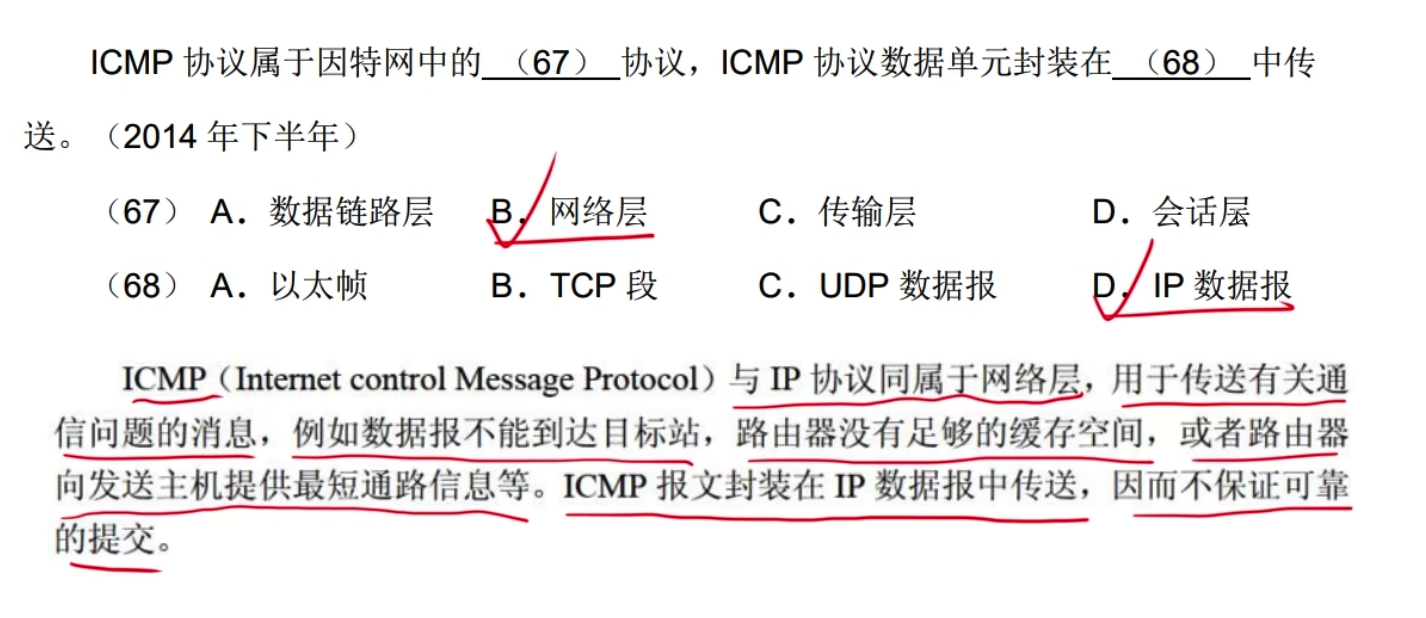 ICMP 协议属于因特网中的 （67） 协议，ICMP 协议数据单元封装在 （68） 中传
送。（2014 年下半年）
（67） A．数据链路层 B．网络层 C．传输层 D．会话层
（68） A．以太帧 B．TCP 段 C．UDP 数据报 D．IP 数据报
ICMP（Internet control Message Protocol）与 IP 协议同属于网络层，用于传送有关通
信问题的消息，例如数据报不能到达目标站，路由器没有足够的缓存空间，或者路由器
向发送主机提供最短通路信息等。ICMP 报文封装在 IP 数据报中传送，因而不保证可靠
的提交。